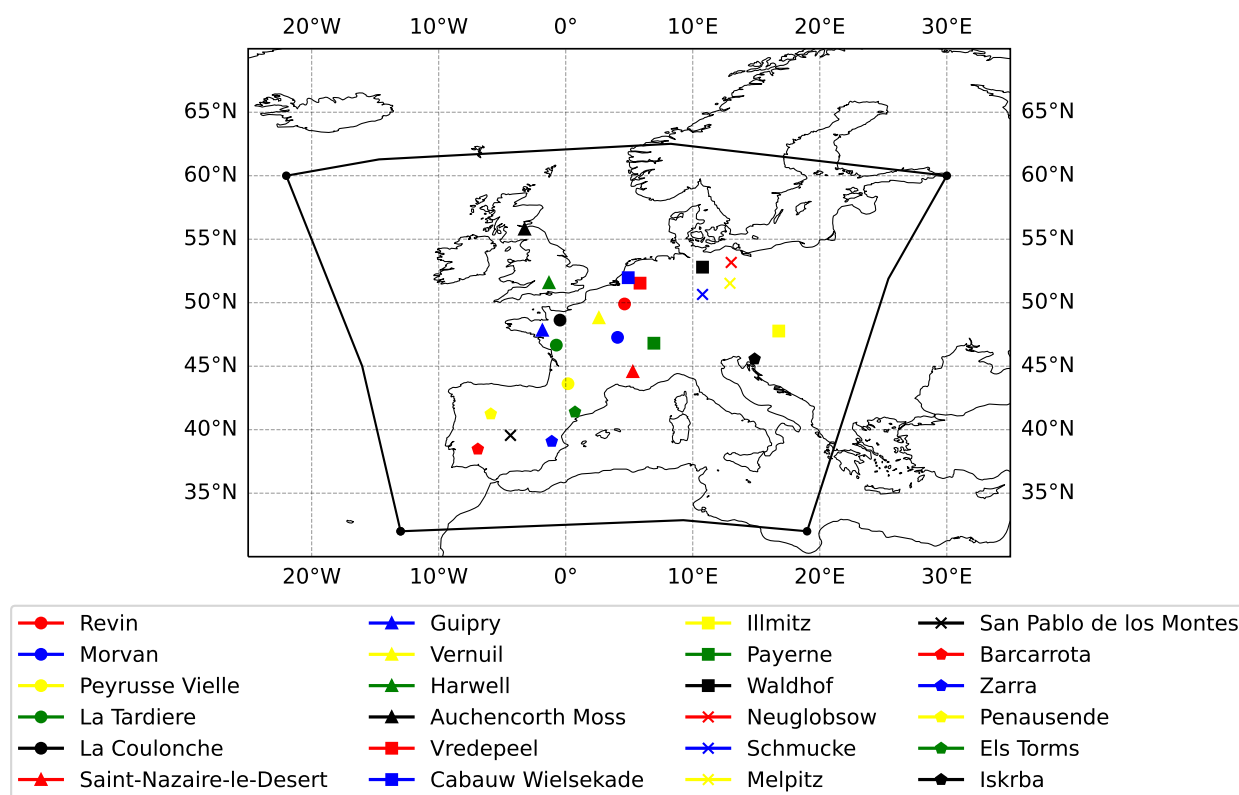 20°W 10°W 0° 10°E 20°E 30°E
65°N 65°N
60°N 60°N
55°N 55°N
50°N 50°N
45°N 45°N
40°N 40°N
35°N 35°N
20°W 10°W 0° 10°E 20°E 30°E
Revin Guipry Illmitz San Pablo de los Montes
Morvan Vernuil Payerne Barcarrota
Peyrusse Vielle Harwell Waldhof Zarra
La Tardiere Auchencorth Moss Neuglobsow Penausende
La Coulonche Vredepeel Schmucke Els Torms
Saint-Nazaire-le-Desert Cabauw Wielsekade Melpitz Iskrba